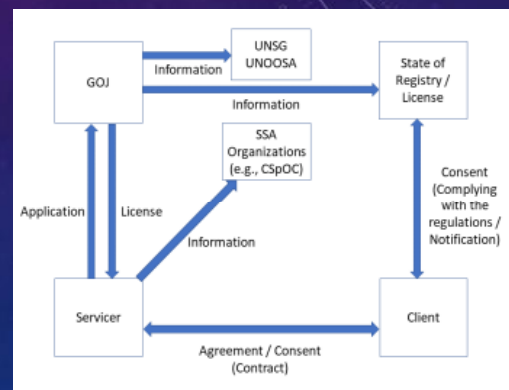 GOJ
Information
UNSG
UNOOSA
State of
Registry /
License
Information
SSA
Organizations
(e.g., CSpOC)
Application
License
Information
Consent
(Complying
with the
regulations /
Notification)
Servicer
Client
Agreement / Consent
(Contract)